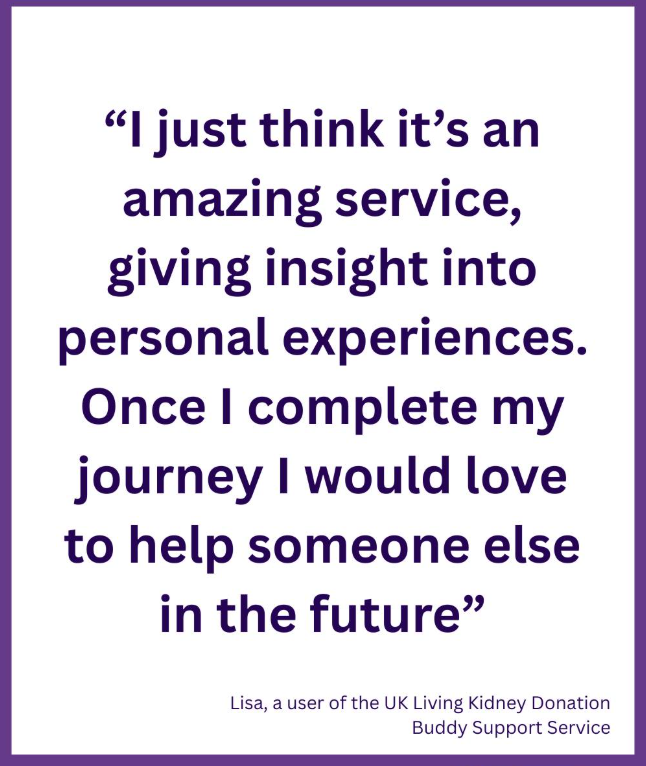 “I just think it’s an
amazing service,
giving insight into
personal experiences.
Once I complete my
journey I would love
to help someone else
in the future”
Lisa, a user of the UK Living Kidney Donation
Buddy Support Service